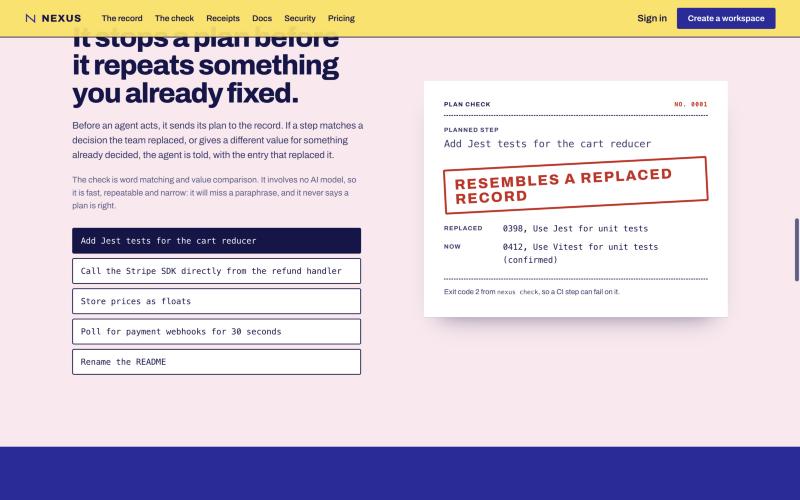 NEXUS The record The check Receipts Docs Security Pricing Sign in Create a workspace
It stops a plan before
it repeats something
you already fixed.
Before an agent acts, it sends its plan to the record. If a step matches a
decision the team replaced, or gives a different value for something
already decided, the agent is told, with the entry that replaced it.
The check is word matching and value comparison. It involves no AI model, so
it is fast, repeatable and narrow: it will miss a paraphrase, and it never says a
plan is right.
Add Jest tests for the cart reducer
Call the Stripe SDK directly from the refund handler
Store prices as floats
Poll for payment webhooks for 30 seconds
Rename the README
PLAN CHECK NO. 0001
PLANNED STEP
Add Jest tests for the cart reducer
RESEMBLES A REPLACED
RECORD
REPLACED 0398, Use Jest for unit tests
NOW 0412, Use Vitest for unit tests
(confirmed)
Exit code 2 from nexus check, so a CI step can fail on it.